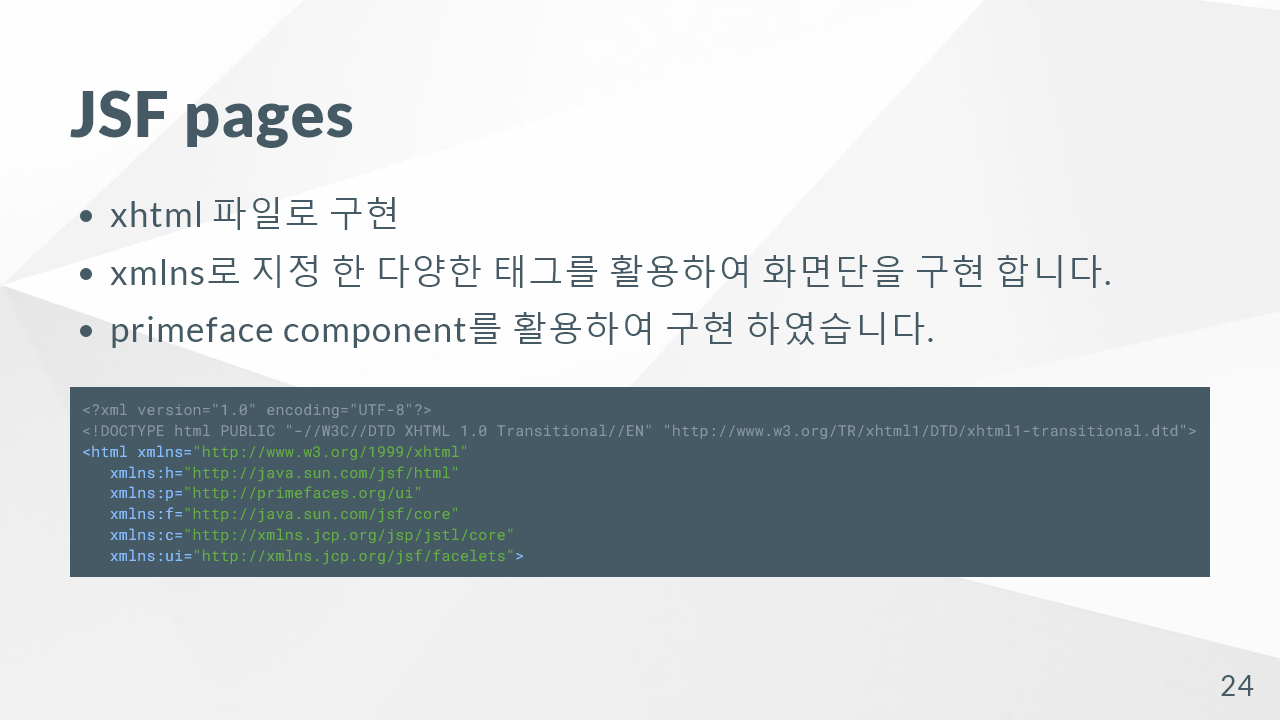 JSF pages
• xhtml 파일로 구현
• xmlns로 지정 한 다양한 태그를 활용하여 화면단을 구현 합니다.
• primeface component를 활용하여 구현 하였습니다.
<?xml version="1.0" encoding="UTF-8"?>
<!DOCTYPE html PUBLIC "-//W3C//DTD XHTML 1.0 Transitional//EN" "http://www.w3.org/TR/xhtml1/DTD/xhtml1-transitional.dtd">
<html xmlns="http://www.w3.org/1999/xhtml"
   xmlns:h="http://java.sun.com/jsf/html"
   xmlns:p="http://primefaces.org/ui"
   xmlns:f="http://java.sun.com/jsf/core"
   xmlns:c="http://xmlns.jcp.org/jsp/jstl/core"
   xmlns:ui="http://xmlns.jcp.org/jsf/facelets">
24